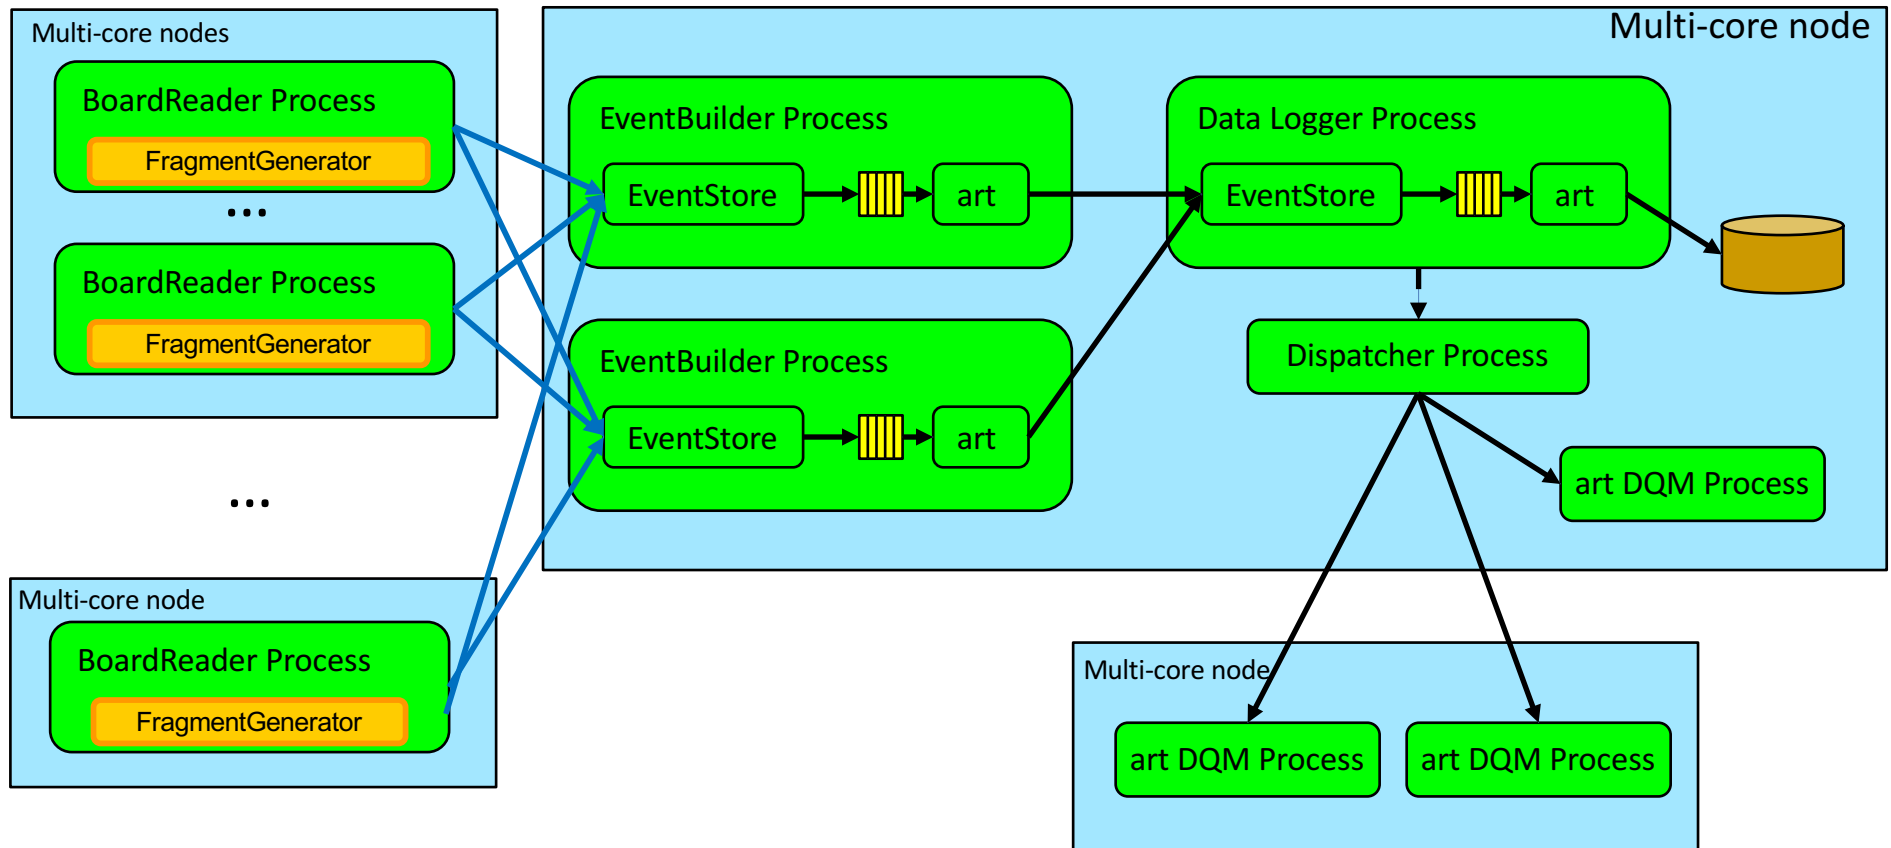 Multi-core nodes
BoardReader Process
FragmentGenerator
...
BoardReader Process
FragmentGenerator
...
Multi-core node
BoardReader Process
FragmentGenerator
Multi-core node
EventBuilder Process
EventStore
art
EventBuilder Process
EventStore
art
Data Logger Process
EventStore
art
Dispatcher Process
art DQM Process
Multi-core node
art DQM Process
art DQM Process